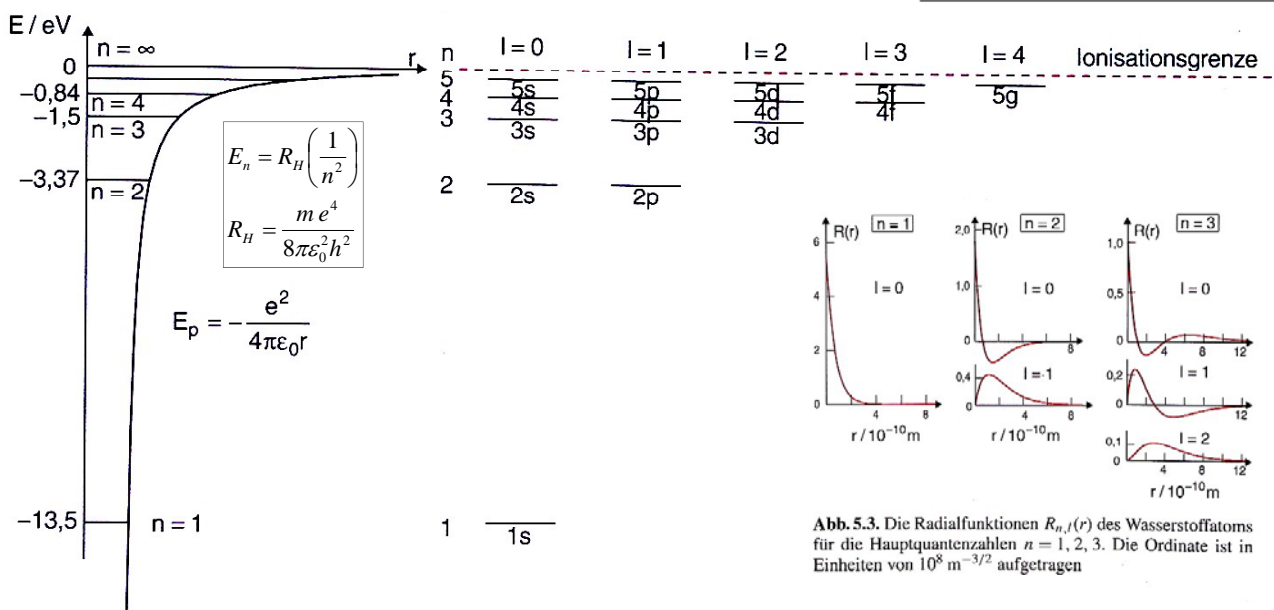 E / eV
n = ∞
r
n
l = 0
l = 1
l = 2
l = 3
l = 4
Ionisationsgrenze
0
-0,84
-1,5
-3,37
-13,5
n = 4
n = 3
n = 2
n = 1
E_n = R_H (1/n²)
R_H = m e⁴ / 8πε₀²h²
E_p = - e² / 4πε₀r
5
5s
5p
5d
5f
5g
4
4s
4p
4d
4f
3
3s
3p
3d
2
2s
2p
1
1s
R(r)
n = 1
6
4
2
0
l = 0
4
8
r / 10⁻¹⁰ m
R(r)
n = 2
2,0
1,0
0
l = 0
8
0,4
0
l = 1
4
8
r / 10⁻¹⁰ m
R(r)
n = 3
1,0
0,5
0
l = 0
4
8
12
0,2
0
l = 1
12
0,1
0
l = 2
4
8
12
r / 10⁻¹⁰ m
Abb. 5.3. Die Radialfunktionen R_{n,l}(r) des Wasserstoffatoms
für die Hauptquantenzahlen n = 1, 2, 3. Die Ordinate ist in
Einheiten von 10⁸ m⁻³/² aufgetragen